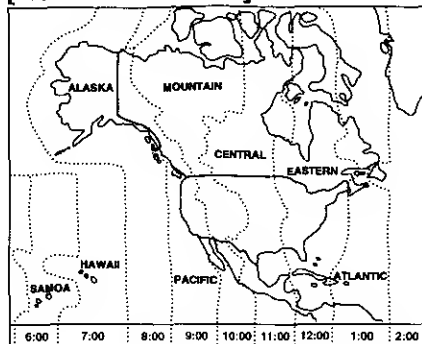 ALASKA
MOUNTAIN
CENTRAL
EASTERN
HAWAII
SAMOA
PACIFIC
ATLANTIC
6:00 7:00 8:00 9:00 10:00 11:00 12:00 1:00 2:00